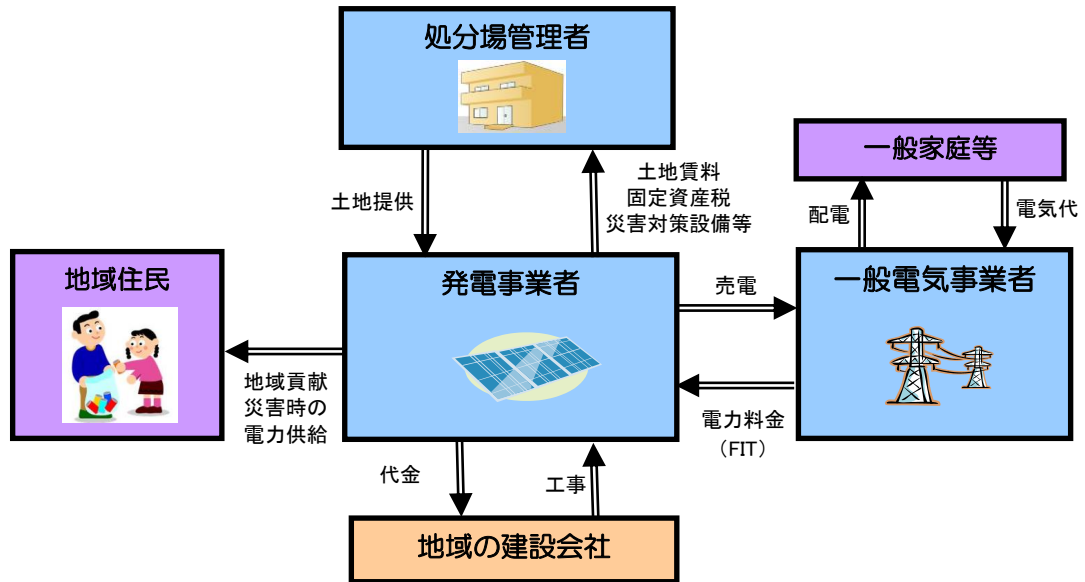 処分場管理者
一般家庭等
土地提供
土地賃料
固定資産税
災害対策設備等
配電
電気代
地域住民
発電事業者
売電
一般電気事業者
地域貢献
災害時の
電力供給
電力料金
（FIT）
代金
工事
地域の建設会社